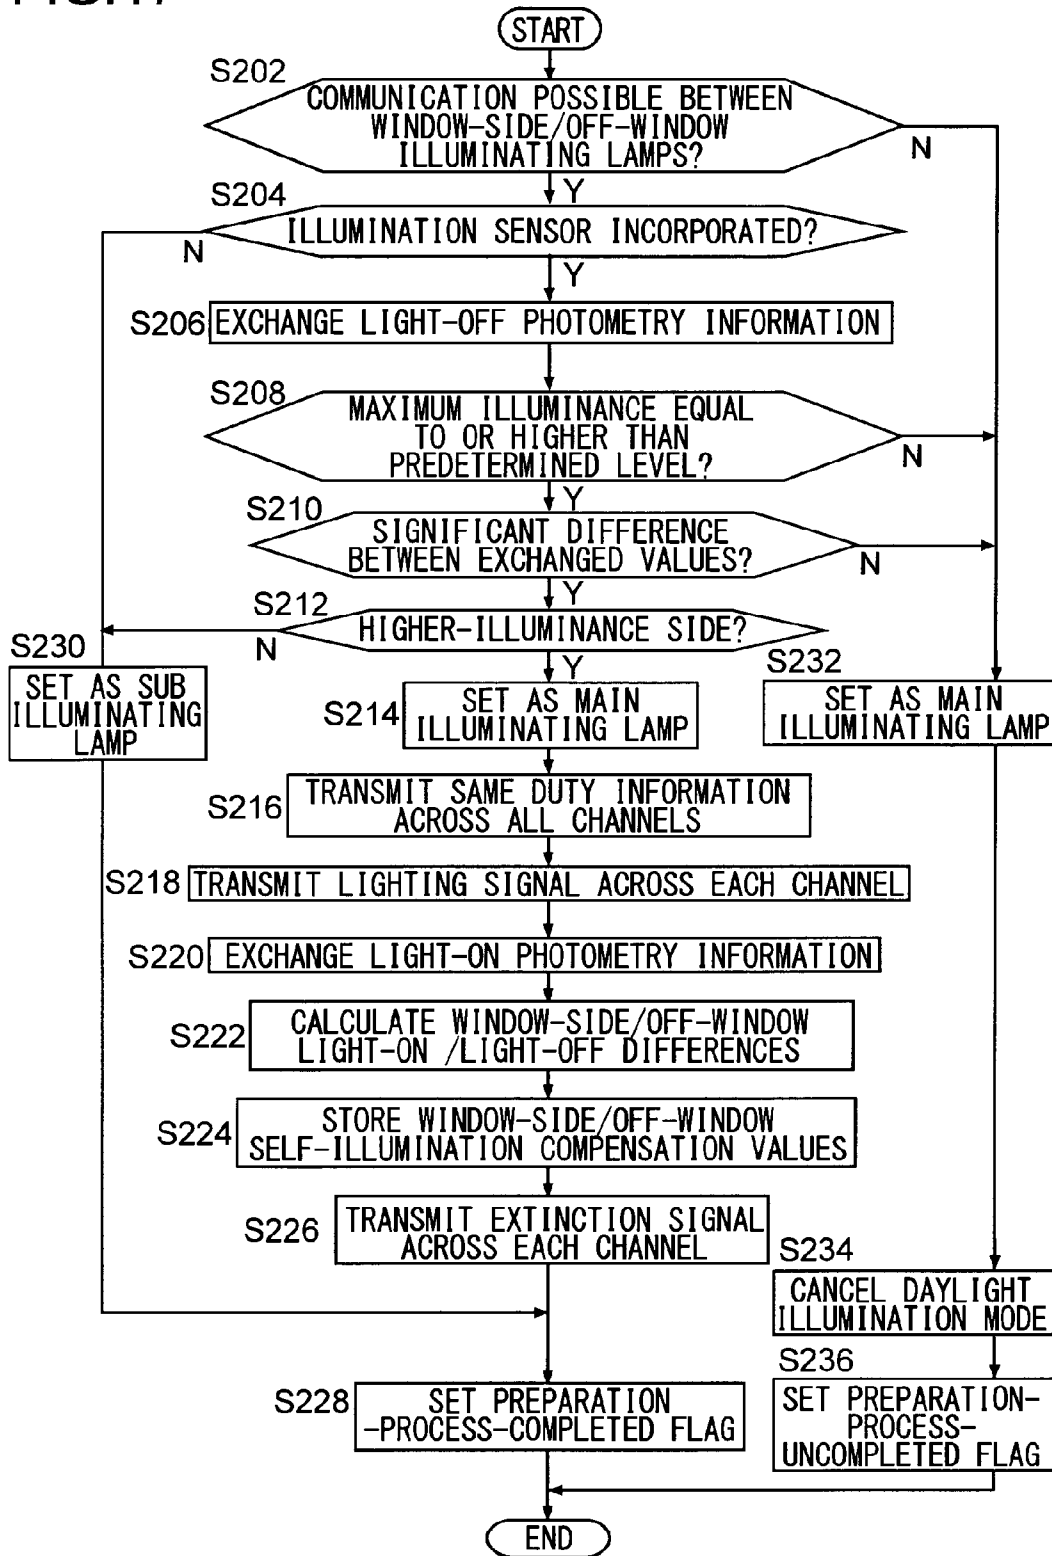 START
S202
COMMUNICATION POSSIBLE BETWEEN
WINDOW-SIDE/OFF-WINDOW
ILLUMINATING LAMPS?
N
Y
S204
ILLUMINATION SENSOR INCORPORATED?
N
Y
S206
EXCHANGE LIGHT-OFF PHOTOMETRY INFORMATION
S208
MAXIMUM ILLUMINANCE EQUAL
TO OR HIGHER THAN
PREDETERMINED LEVEL?
N
Y
S210
SIGNIFICANT DIFFERENCE
BETWEEN EXCHANGED VALUES?
N
Y
S212
HIGHER-ILLUMINANCE SIDE?
N
Y
S230
SET AS SUB
ILLUMINATING
LAMP
S214
SET AS MAIN
ILLUMINATING LAMP
S232
SET AS MAIN
ILLUMINATING LAMP
S216
TRANSMIT SAME DUTY INFORMATION
ACROSS ALL CHANNELS
S218
TRANSMIT LIGHTING SIGNAL ACROSS EACH CHANNEL
S220
EXCHANGE LIGHT-ON PHOTOMETRY INFORMATION
S222
CALCULATE WINDOW-SIDE/OFF-WINDOW
LIGHT-ON /LIGHT-OFF DIFFERENCES
S224
STORE WINDOW-SIDE/OFF-WINDOW
SELF-ILLUMINATION COMPENSATION VALUES
S226
TRANSMIT EXTINCTION SIGNAL
ACROSS EACH CHANNEL
S234
CANCEL DAYLIGHT
ILLUMINATION MODE
S228
SET PREPARATION
-PROCESS-COMPLETED FLAG
S236
SET PREPARATION-
PROCESS-
UNCOMPLETED FLAG
END